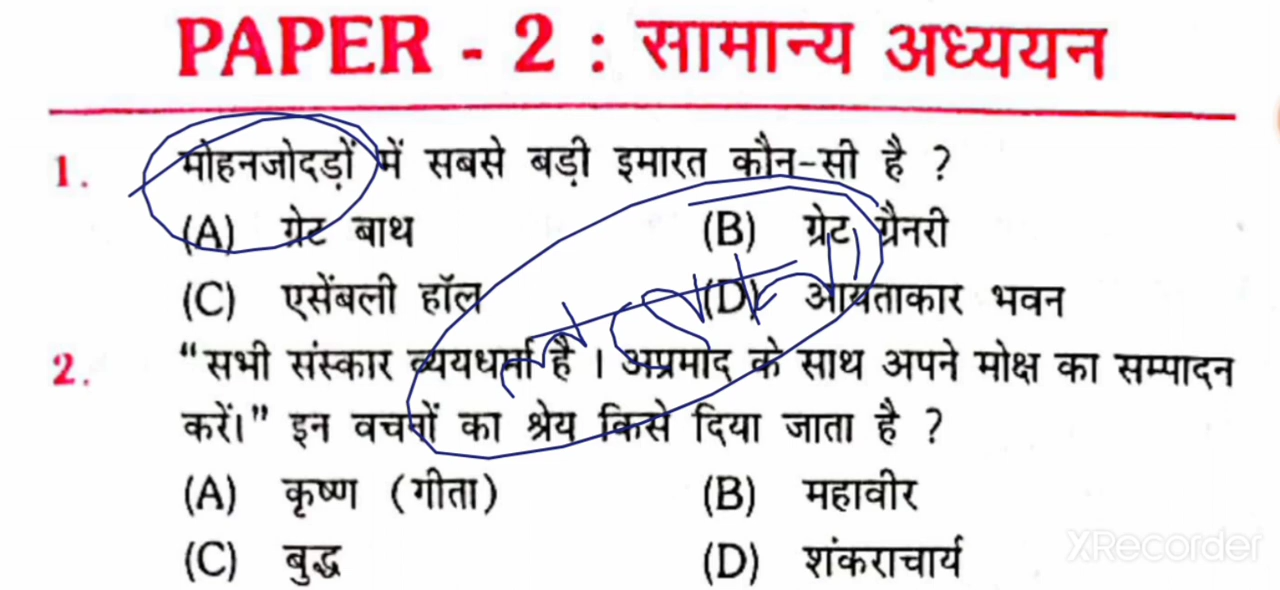 PAPER - 2 : सामान्य अध्ययन
1. मोहनजोदड़ों में सबसे बड़ी इमारत कौन-सी है ?
(A) ग्रेट बाथ (B) ग्रेट ग्रैनरी
(C) एसेंबली हॉल (D) आयताकार भवन
2. “सभी संस्कार व्ययधर्मा है । अप्रमाद के साथ अपने मोक्ष का सम्पादन
करें।” इन वचनों का श्रेय किसे दिया जाता है ?
(A) कृष्ण (गीता) (B) महावीर
(C) बुद्ध (D) शंकराचार्य
XRecorder